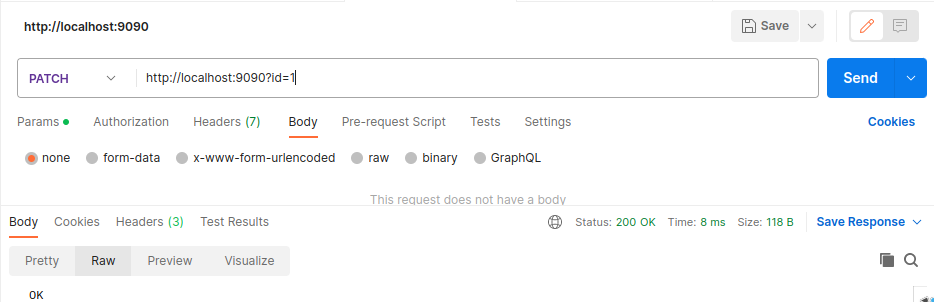 http://localhost:9090 Save
PATCH http://localhost:9090?id=1 Send
Params Authorization Headers (7) Body Pre-request Script Tests Settings Cookies
none form-data x-www-form-urlencoded raw binary GraphQL
This request does not have a body
Body Cookies Headers (3) Test Results Status: 200 OK Time: 8 ms Size: 118 B Save Response
Pretty Raw Preview Visualize
OK